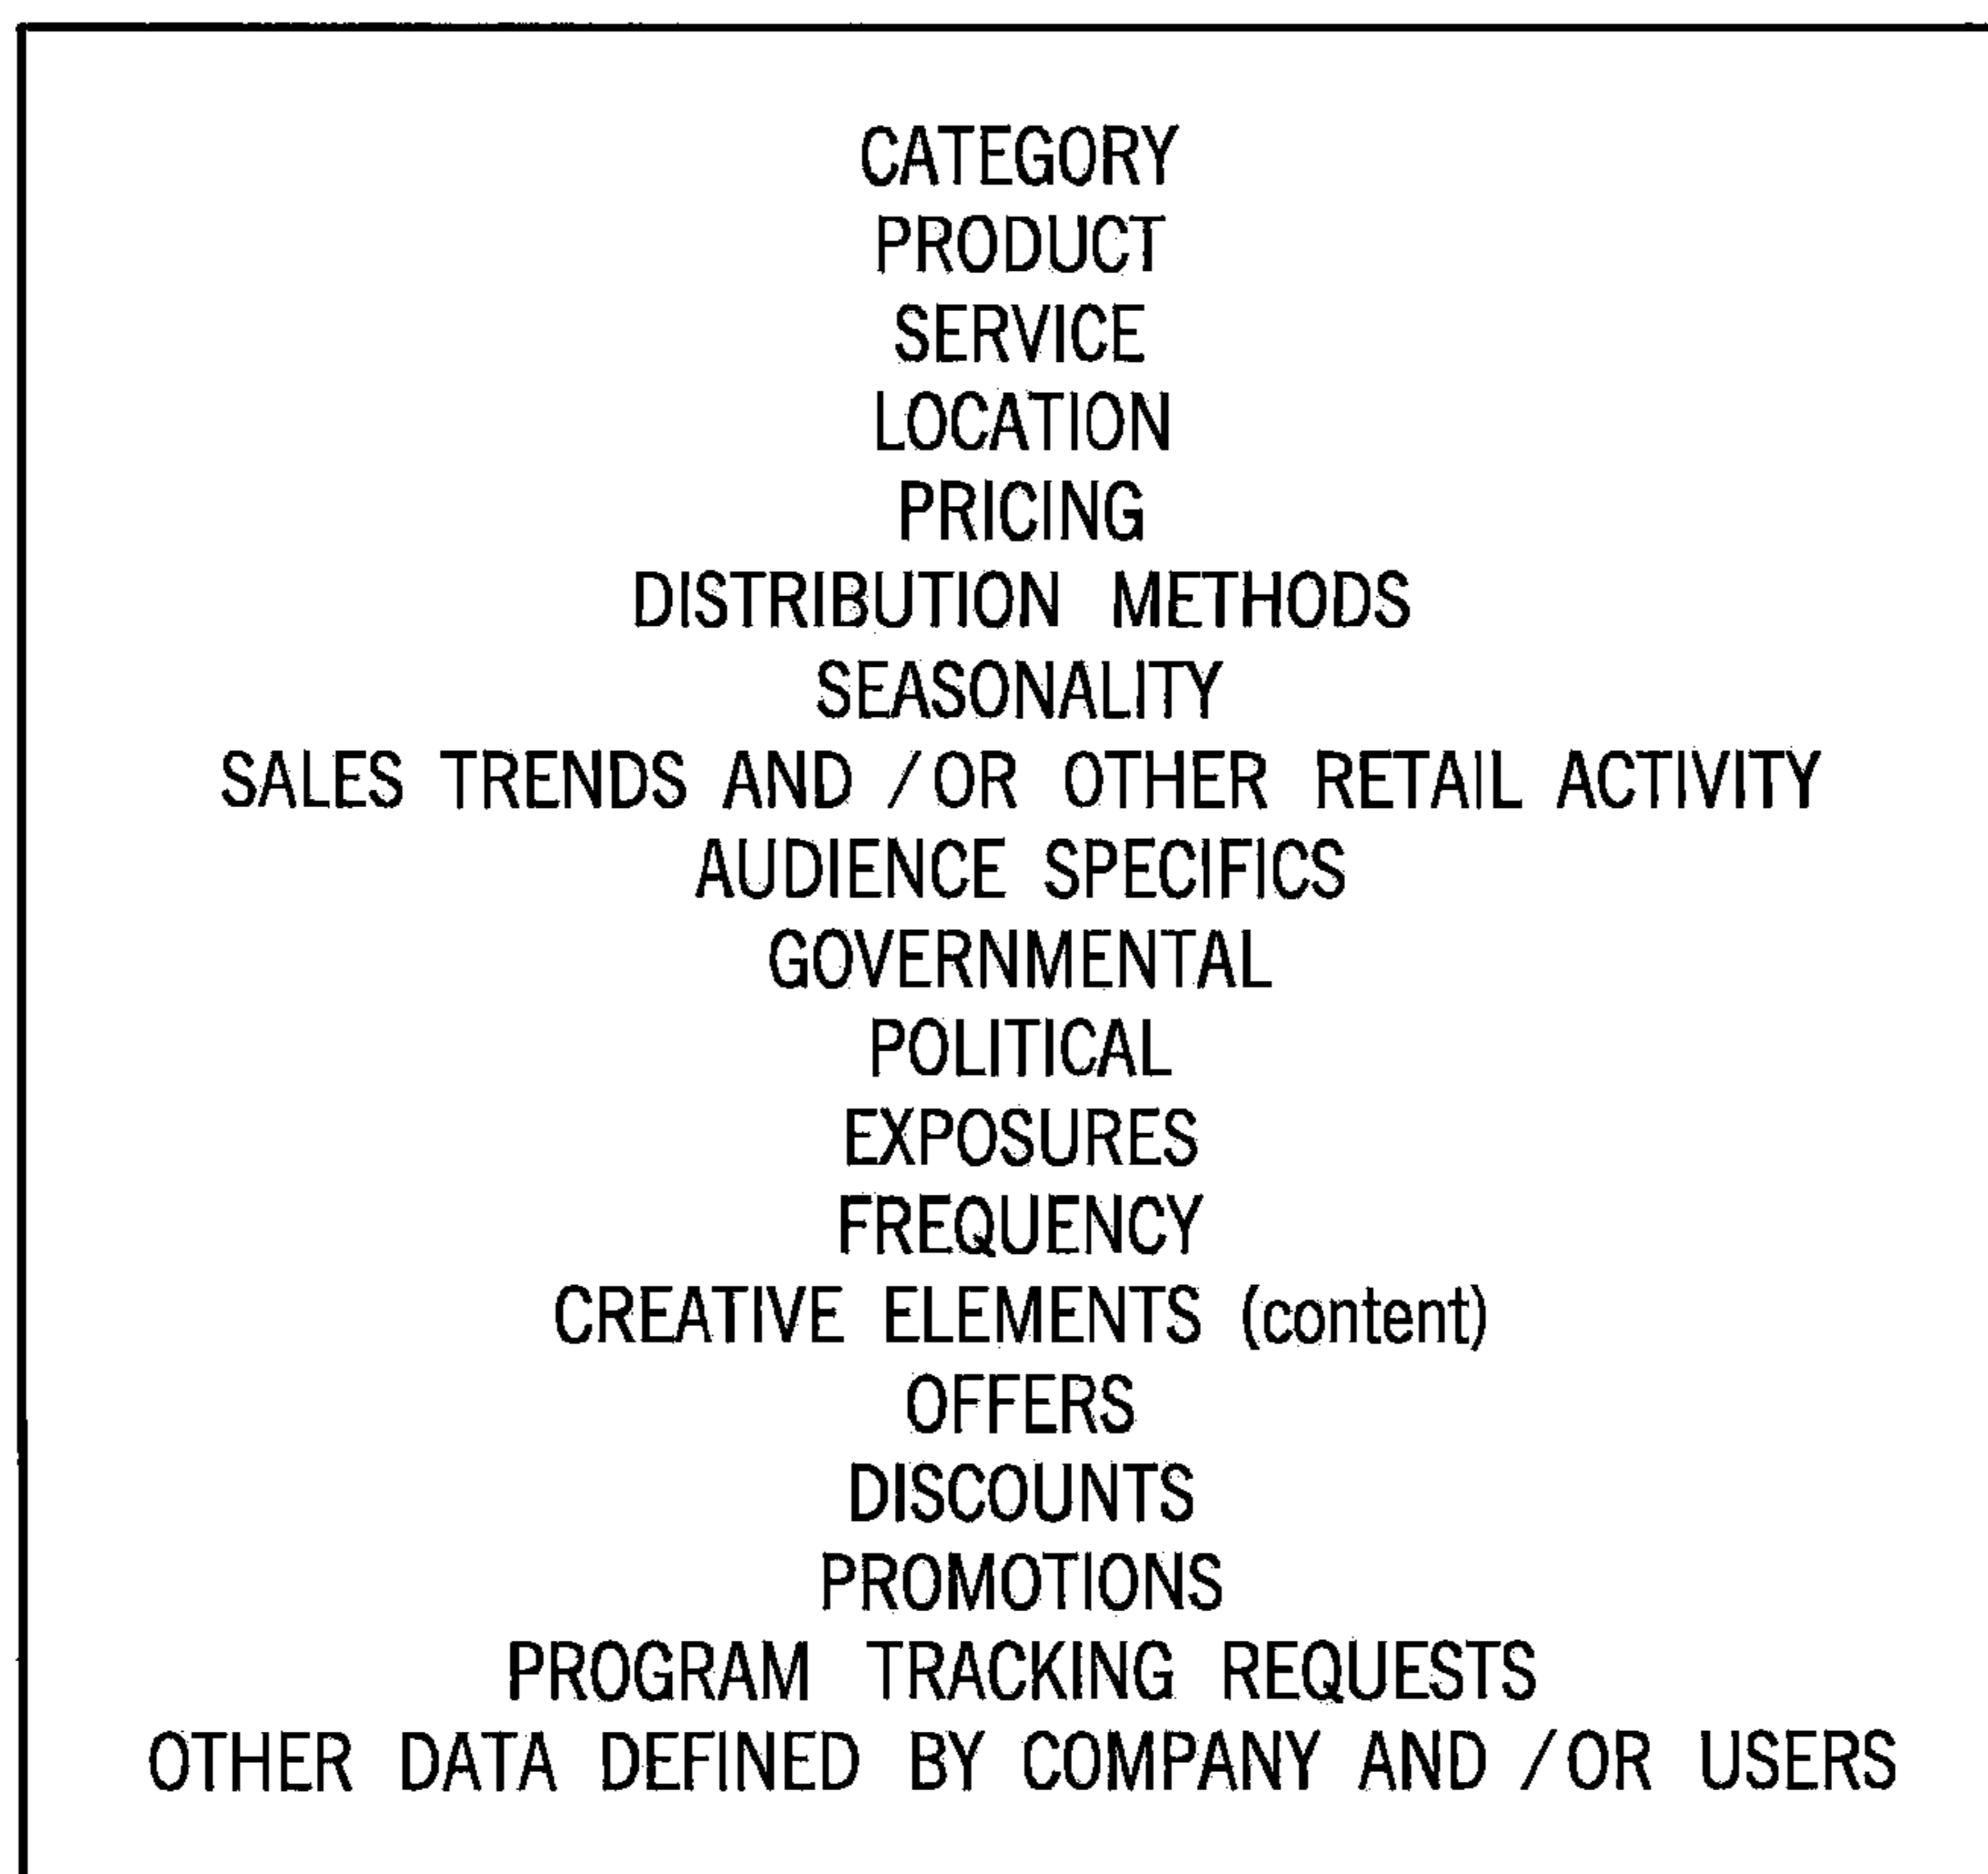 CATEGORY
PRODUCT
SERVICE
LOCATION
PRICING
DISTRIBUTION METHODS
SEASONALITY
SALES TRENDS AND /OR OTHER RETAIL ACTIVITY
AUDIENCE SPECIFICS
GOVERNMENTAL
POLITICAL
EXPOSURES
FREQUENCY
CREATIVE ELEMENTS (content)
OFFERS
DISCOUNTS
PROMOTIONS
PROGRAM TRACKING REQUESTS
OTHER DATA DEFINED BY COMPANY AND /OR USERS